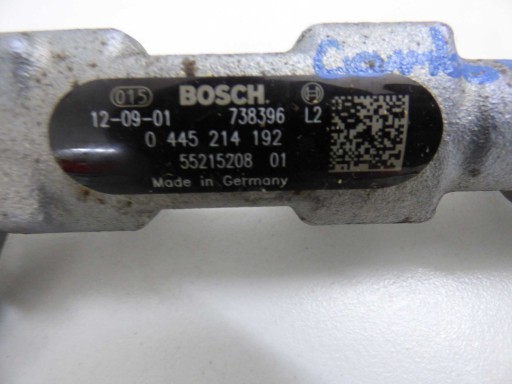 015 BOSCH
12-09-01 738396 L2
0 445 214 192
55215208 01
Made in Germany